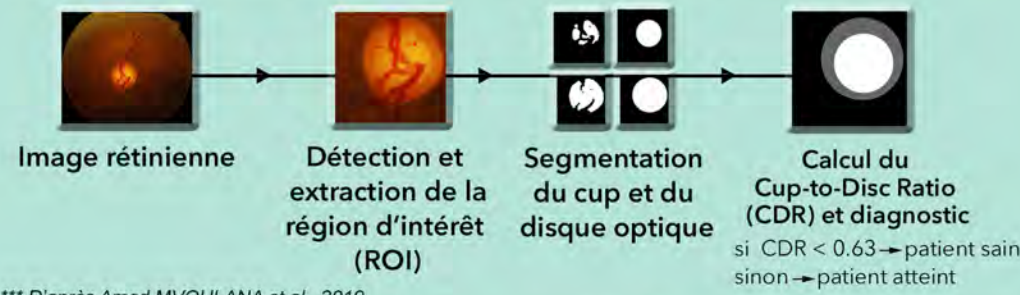 Image rétinienne
Détection et
extraction de la
région d'intérêt
(ROI)
Segmentation
du cup et du
disque optique
Calcul du
Cup-to-Disc Ratio
(CDR) et diagnostic
si CDR < 0.63→patient sain
sinon→patient atteint